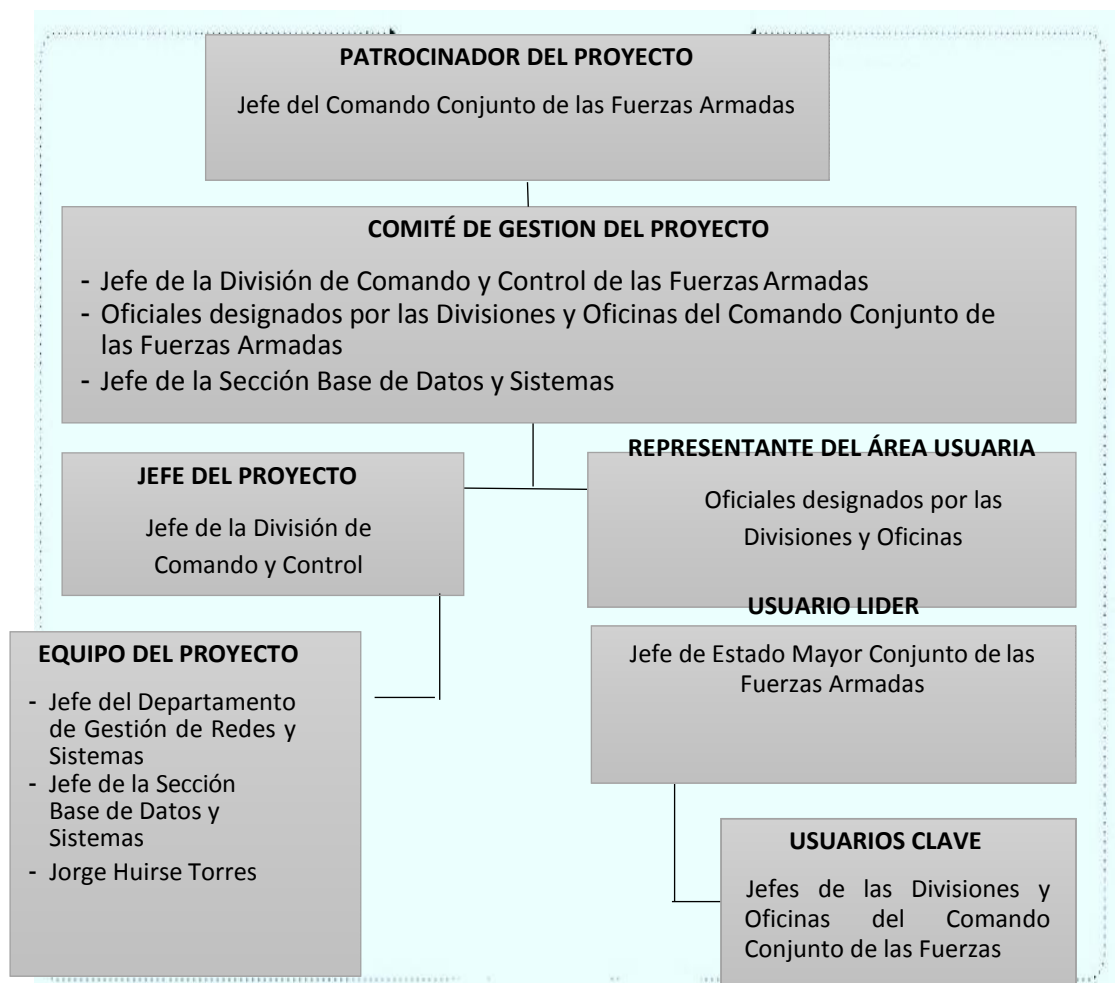 PATROCINADOR DEL PROYECTO
Jefe del Comando Conjunto de las Fuerzas Armadas
COMITÉ DE GESTION DEL PROYECTO
- Jefe de la División de Comando y Control de las Fuerzas Armadas
- Oficiales designados por las Divisiones y Oficinas del Comando Conjunto de
las Fuerzas Armadas
- Jefe de la Sección Base de Datos y Sistemas
JEFE DEL PROYECTO
Jefe de la División de
Comando y Control
REPRESENTANTE DEL ÁREA USUARIA
Oficiales designados por las
Divisiones y Oficinas
EQUIPO DEL PROYECTO
- Jefe del Departamento
de Gestión de Redes y
Sistemas
- Jefe de la Sección
Base de Datos y
Sistemas
- Jorge Huirse Torres
USUARIO LIDER
Jefe de Estado Mayor Conjunto de las
Fuerzas Armadas
USUARIOS CLAVE
Jefes de las Divisiones y
Oficinas del Comando
Conjunto de las Fuerzas